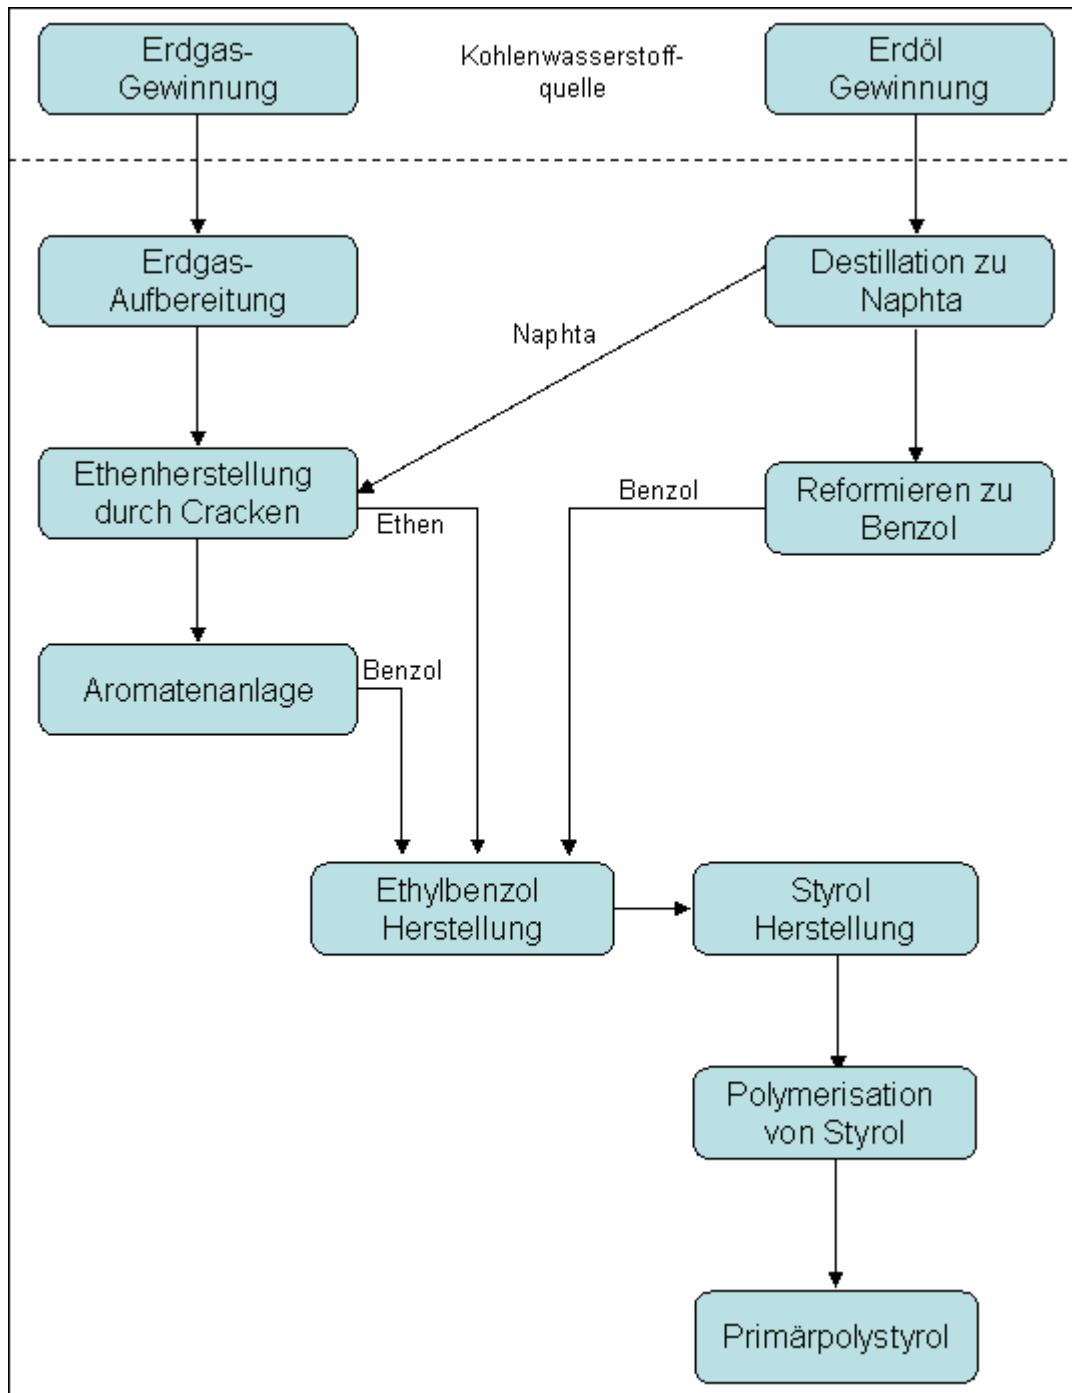 Erdgas-
Gewinnung
Kohlenwasserstoff-
quelle
Erdöl
Gewinnung
Erdgas-
Aufbereitung
Destillation zu
Naphta
Naphta
Ethenherstellung
durch Cracken
Ethen
Benzol
Reformieren zu
Benzol
Aromatenanlage
Benzol
Ethylbenzol
Herstellung
Styrol
Herstellung
Polymerisation
von Styrol
Primärpolystyrol